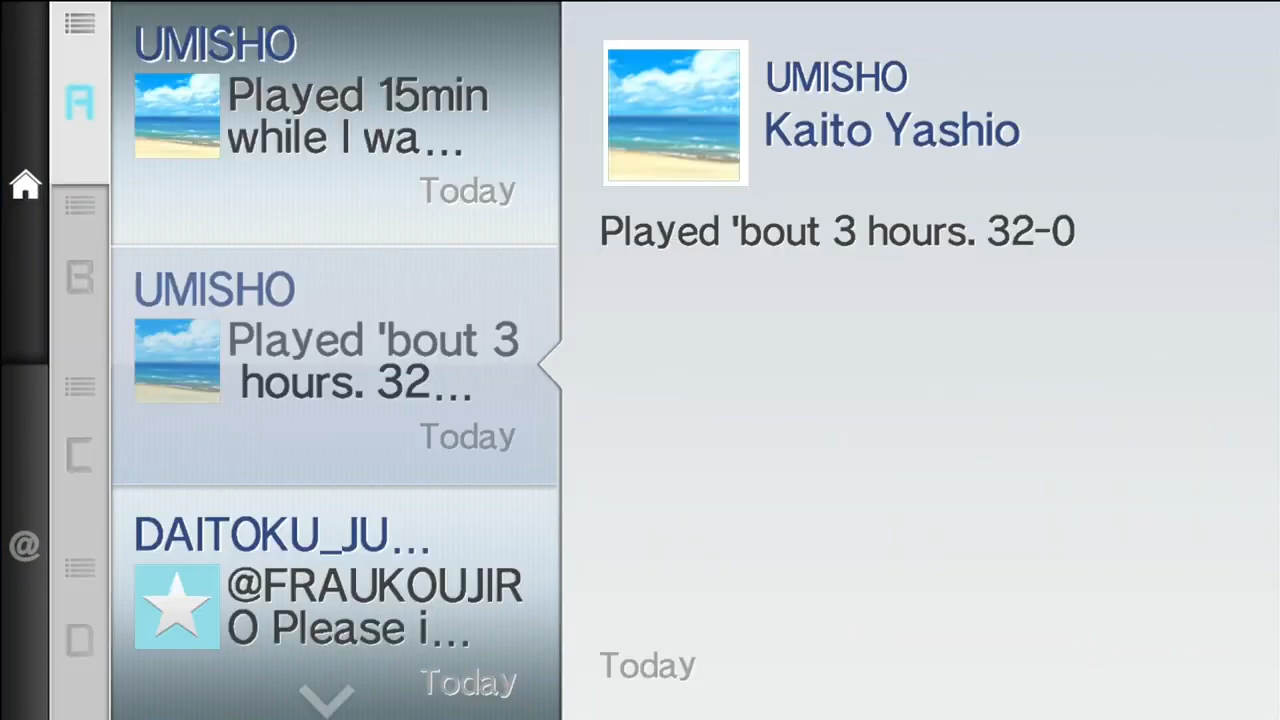 A
B
C
D
@
UMISHO
Played 15min
while I wa...
Today
UMISHO
Played 'bout 3
hours. 32...
Today
DAITOKU_JU...
@FRAUKOUJIR
O Please i...
Today
UMISHO
Kaito Yashio
Played 'bout 3 hours. 32-0
Today